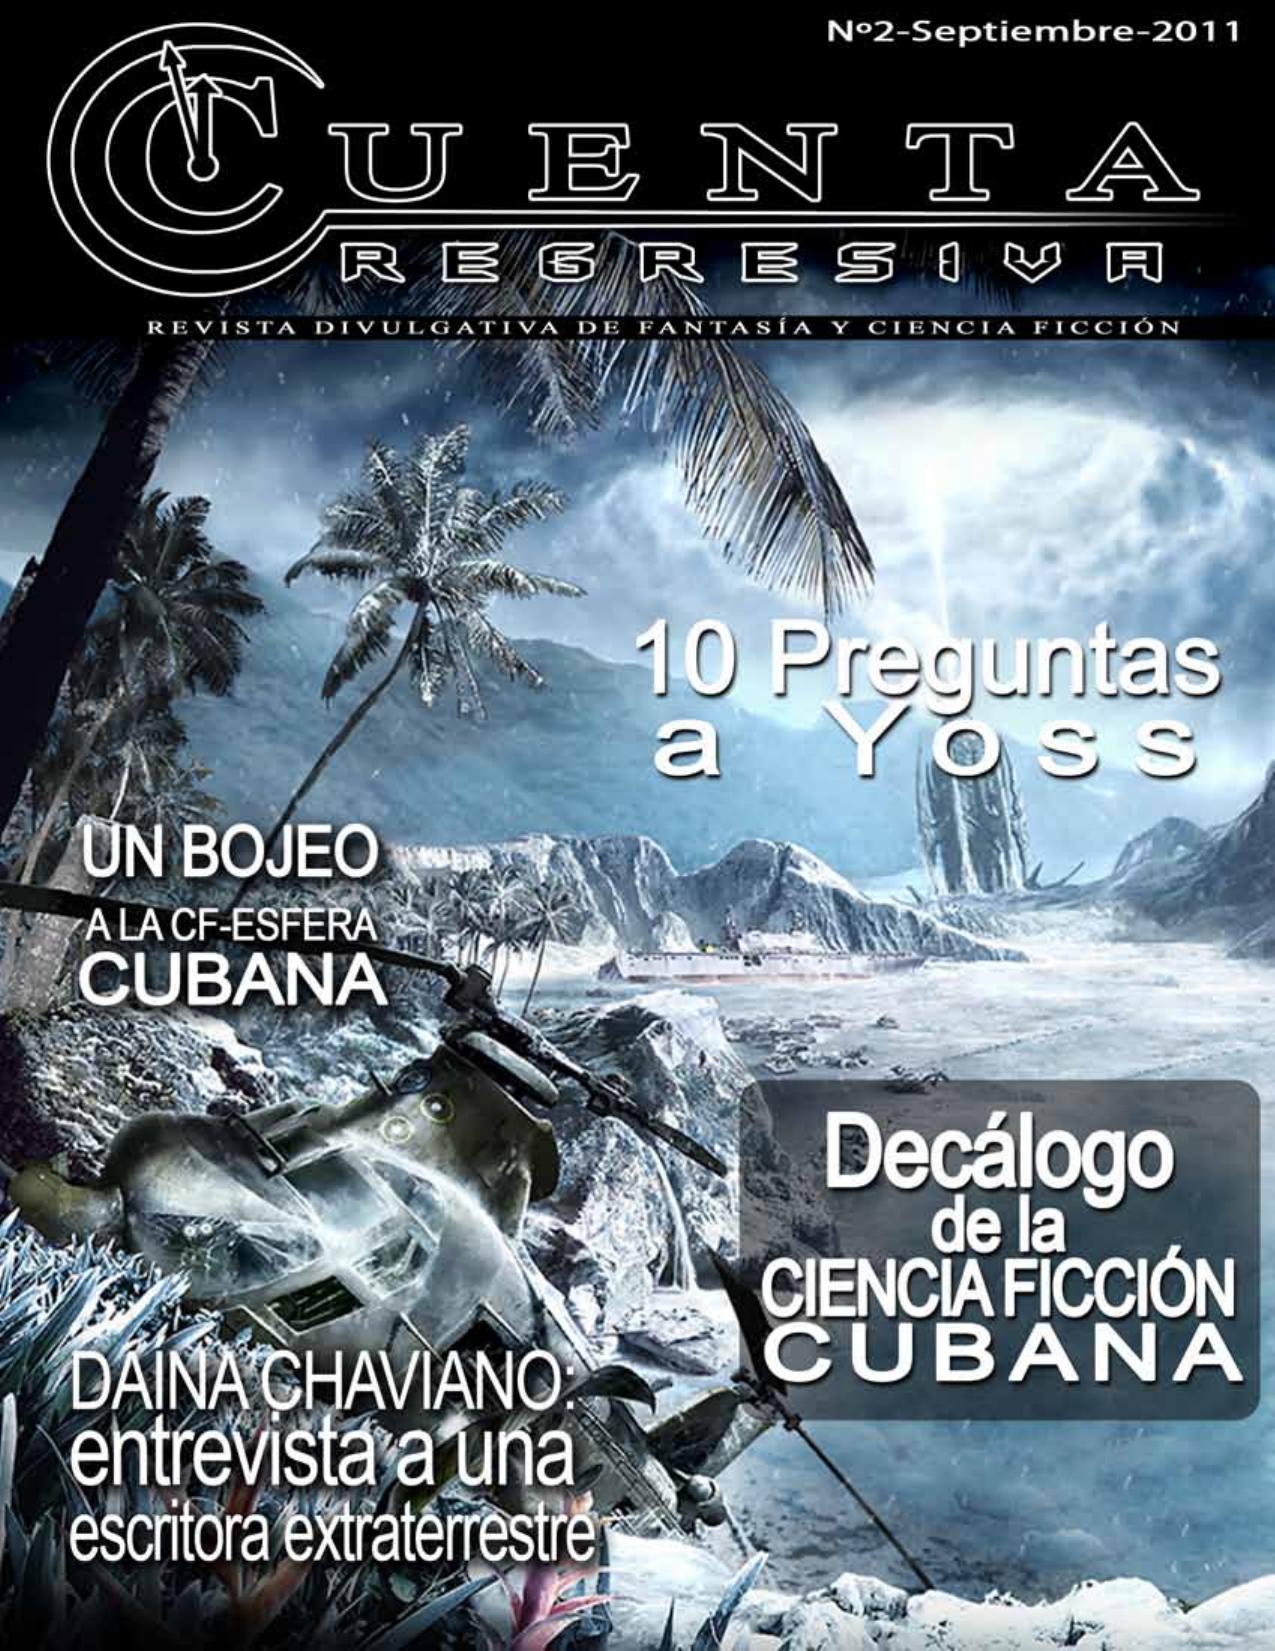 Nº2-Septiembre-2011
CUENTA
REGRESIVA
REVISTA DIVULGATIVA DE FANTASÍA Y CIENCIA FICCIÓN
10 Preguntas
a Yoss
UN BOJEO
A LA CF-ESFERA
CUBANA
Decálogo
de la
CIENCIA FICCIÓN
CUBANA
DAÍNA CHAVIANO:
entrevista a una
escritora extraterrestre